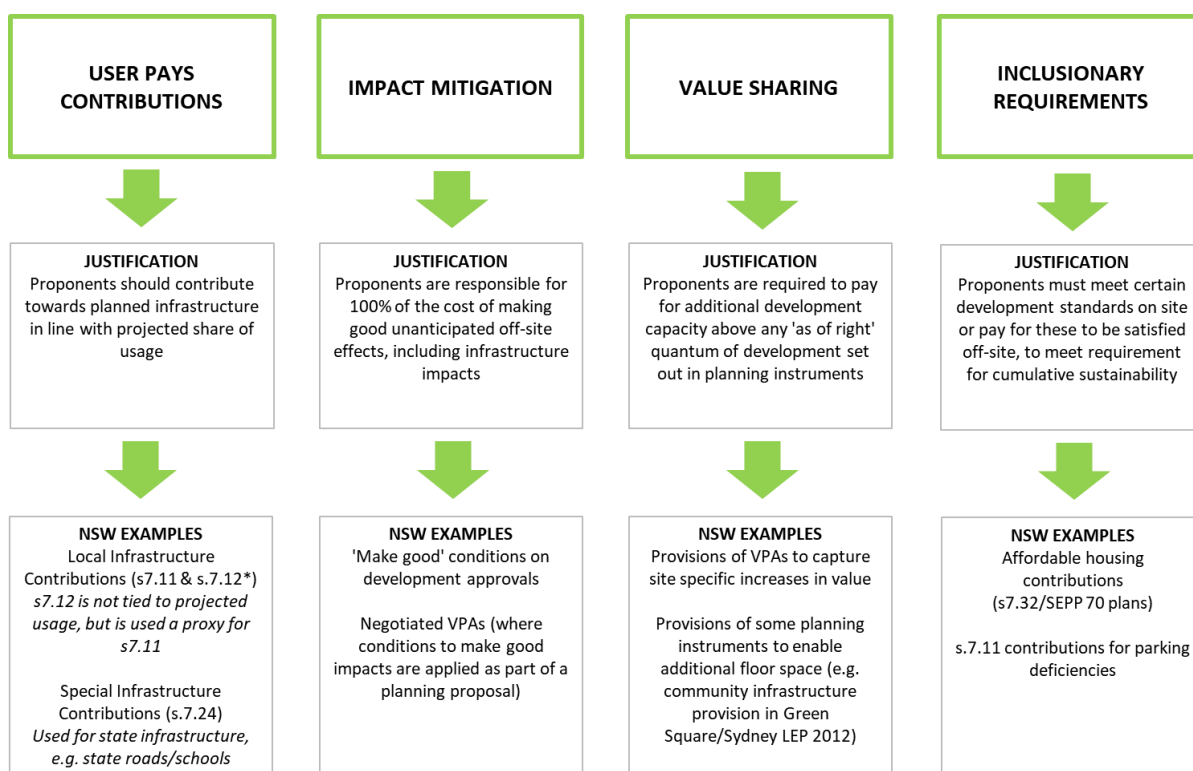 USER PAYS
CONTRIBUTIONS
JUSTIFICATION
Proponents should contribute
towards planned infrastructure
in line with projected share of
usage
NSW EXAMPLES
Local Infrastructure
Contributions (s7.11 & s.7.12*)
s7.12 is not tied to projected
usage, but is used a proxy for
s7.11
Special Infrastructure
Contributions (s.7.24)
Used for state infrastructure,
e.g. state roads/schools
IMPACT MITIGATION
JUSTIFICATION
Proponents are responsible for
100% of the cost of making
good unanticipated off-site
effects, including infrastructure
impacts
NSW EXAMPLES
'Make good' conditions on
development approvals
Negotiated VPAs (where
conditions to make good
impacts are applied as part of a
planning proposal)
VALUE SHARING
JUSTIFICATION
Proponents are required to pay
for additional development
capacity above any 'as of right'
quantum of development set
out in planning instruments
NSW EXAMPLES
Provisions of VPAs to capture
site specific increases in value
Provisions of some planning
instruments to enable
additional floor space (e.g.
community infrastructure
provision in Green
Square/Sydney LEP 2012)
INCLUSIONARY
REQUIREMENTS
JUSTIFICATION
Proponents must meet certain
development standards on site
or pay for these to be satisfied
off-site, to meet requirement
for cumulative sustainability
NSW EXAMPLES
Affordable housing
contributions
(s7.32/SEPP 70 plans)
s.7.11 contributions for parking
deficiencies